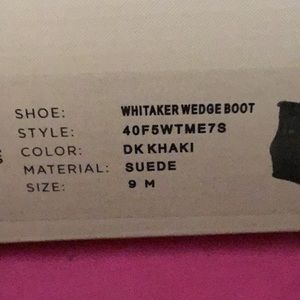 SHOE: WHITAKER WEDGE BOOT
STYLE: 40F5WTME7S
COLOR: DK KHAKI
MATERIAL: SUEDE
SIZE: 9 M